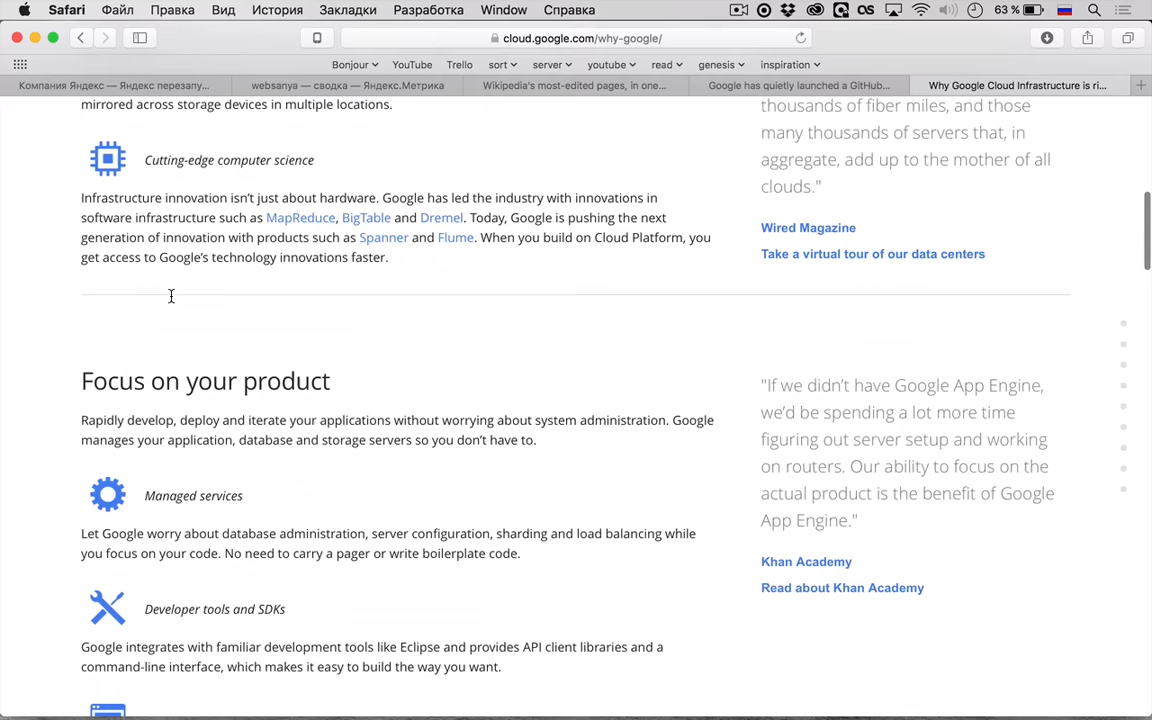 Safari Файл Правка Вид История Закладки Разработка Window Справка 63 %
cloud.google.com/why-google/
Bonjour YouTube Trello sort server youtube read genesis inspiration
Компания Яндекс — Яндекс перезапу... websanya — сводка — Яндекс.Метрика Wikipedia's most-edited pages, in one... Google has quietly launched a GitHub... Why Google Cloud Infrastructure is ri...
mirrored across storage devices in multiple locations.
Cutting-edge computer science
Infrastructure innovation isn't just about hardware. Google has led the industry with innovations in
software infrastructure such as MapReduce, BigTable and Dremel. Today, Google is pushing the next
generation of innovation with products such as Spanner and Flume. When you build on Cloud Platform, you
get access to Google's technology innovations faster.
thousands of fiber miles, and those
many thousands of servers that, in
aggregate, add up to the mother of all
clouds."
Wired Magazine
Take a virtual tour of our data centers
Focus on your product
Rapidly develop, deploy and iterate your applications without worrying about system administration. Google
manages your application, database and storage servers so you don't have to.
Managed services
Let Google worry about database administration, server configuration, sharding and load balancing while
you focus on your code. No need to carry a pager or write boilerplate code.
Developer tools and SDKs
Google integrates with familiar development tools like Eclipse and provides API client libraries and a
command-line interface, which makes it easy to build the way you want.
"If we didn't have Google App Engine,
we'd be spending a lot more time
figuring out server setup and working
on routers. Our ability to focus on the
actual product is the benefit of Google
App Engine."
Khan Academy
Read about Khan Academy